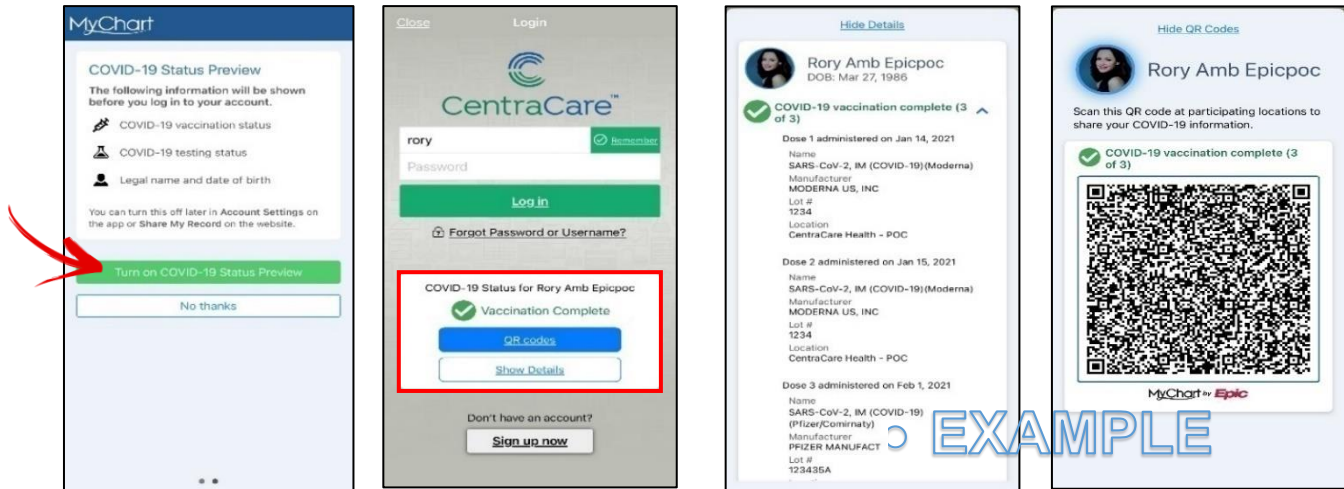 MyChart
COVID-19 Status Preview
The following information will be shown
before you log in to your account.
COVID-19 vaccination status
COVID-19 testing status
Legal name and date of birth
You can turn this off later in Account Settings on
the app or Share My Record on the website.
Turn on COVID-19 Status Preview
No thanks
Close
Login
CentraCare™
rory
Remember
Password
Log in
Forgot Password or Username?
COVID-19 Status for Rory Amb Epicpoc
Vaccination Complete
QR codes
Show Details
Don't have an account?
Sign up now
Hide Details
Rory Amb Epicpoc
DOB: Mar 27, 1986
COVID-19 vaccination complete (3
of 3)
Dose 1 administered on Jan 14, 2021
Name
SARS-CoV-2, IM (COVID-19)(Moderna)
Manufacturer
MODERNA US, INC
Lot #
1234
Location
CentraCare Health - POC
Dose 2 administered on Jan 15, 2021
Name
SARS-CoV-2, IM (COVID-19)(Moderna)
Manufacturer
MODERNA US, INC
Lot #
1234
Location
CentraCare Health - POC
Dose 3 administered on Feb 1, 2021
Name
SARS-CoV-2, IM (COVID-19)
(Pfizer/Comirnaty)
Manufacturer
PFIZER MANUFACT
Lot #
123435A
Hide QR Codes
Rory Amb Epicpoc
Scan this QR code at participating locations to
share your COVID-19 information.
COVID-19 vaccination complete (3
of 3)
MyChart by Epic
EXAMPLE